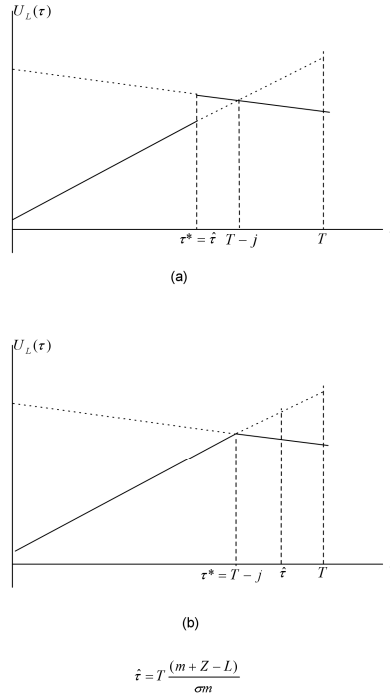 U_L(τ)
τ* = τ̂ T − j T
(a)
U_L(τ)
τ* = T − j τ̂ T
(b)
τ̂ = T (m + Z − L) / σm